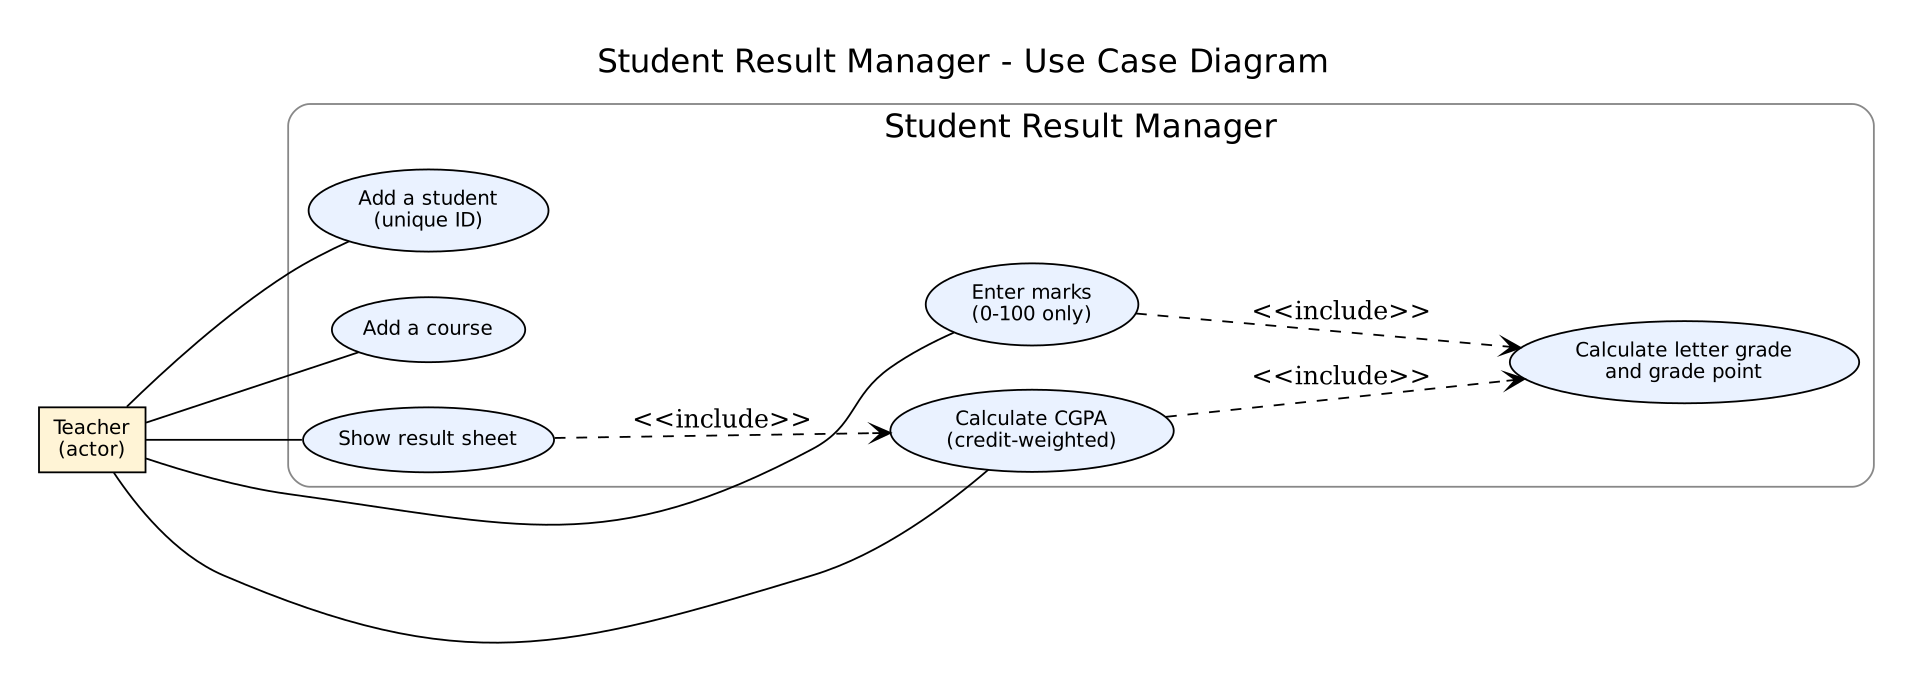 Student Result Manager - Use Case Diagram
Student Result Manager
Add a student
(unique ID)
Add a course
Teacher
(actor)
Show result sheet
<<include>>
Enter marks
(0-100 only)
Calculate CGPA
(credit-weighted)
<<include>>
<<include>>
Calculate letter grade
and grade point